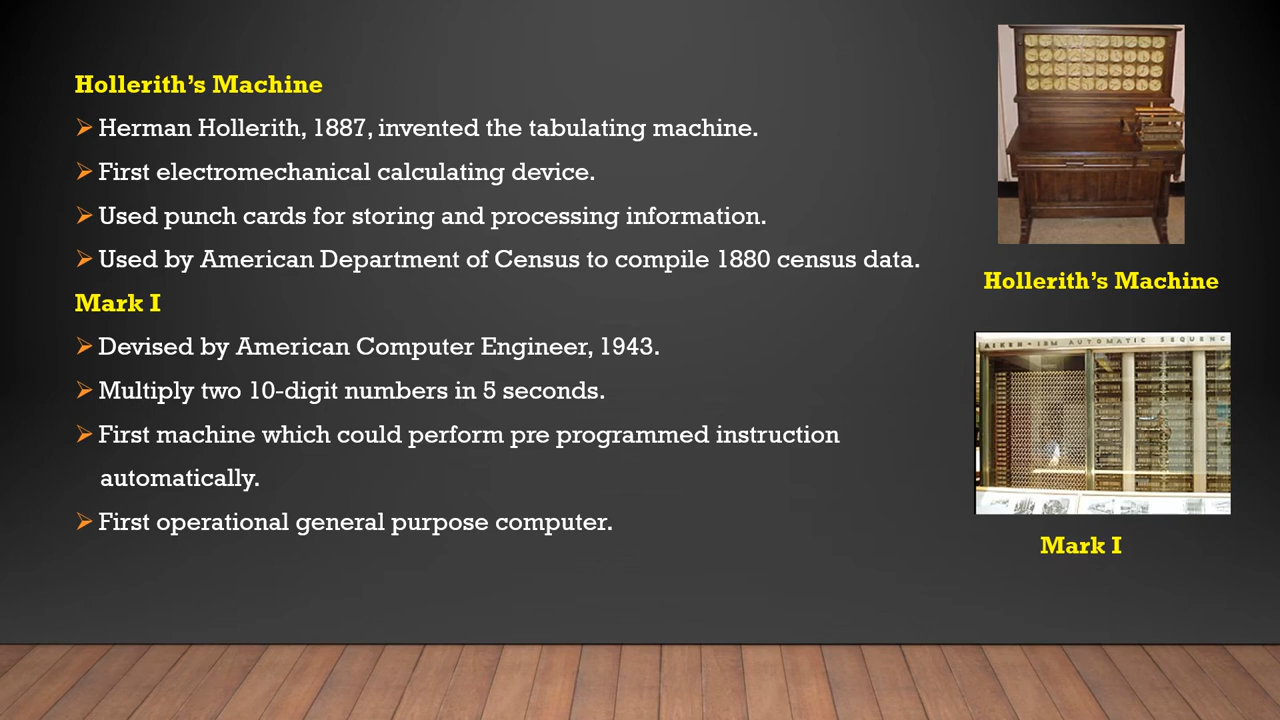 Hollerith’s Machine
Herman Hollerith, 1887, invented the tabulating machine.
First electromechanical calculating device.
Used punch cards for storing and processing information.
Used by American Department of Census to compile 1880 census data.
Mark I
Devised by American Computer Engineer, 1943.
Multiply two 10-digit numbers in 5 seconds.
First machine which could perform pre programmed instruction
automatically.
First operational general purpose computer.
Hollerith’s Machine
AIKEN-IBM AUTOMATIC SEQUENC
Mark I